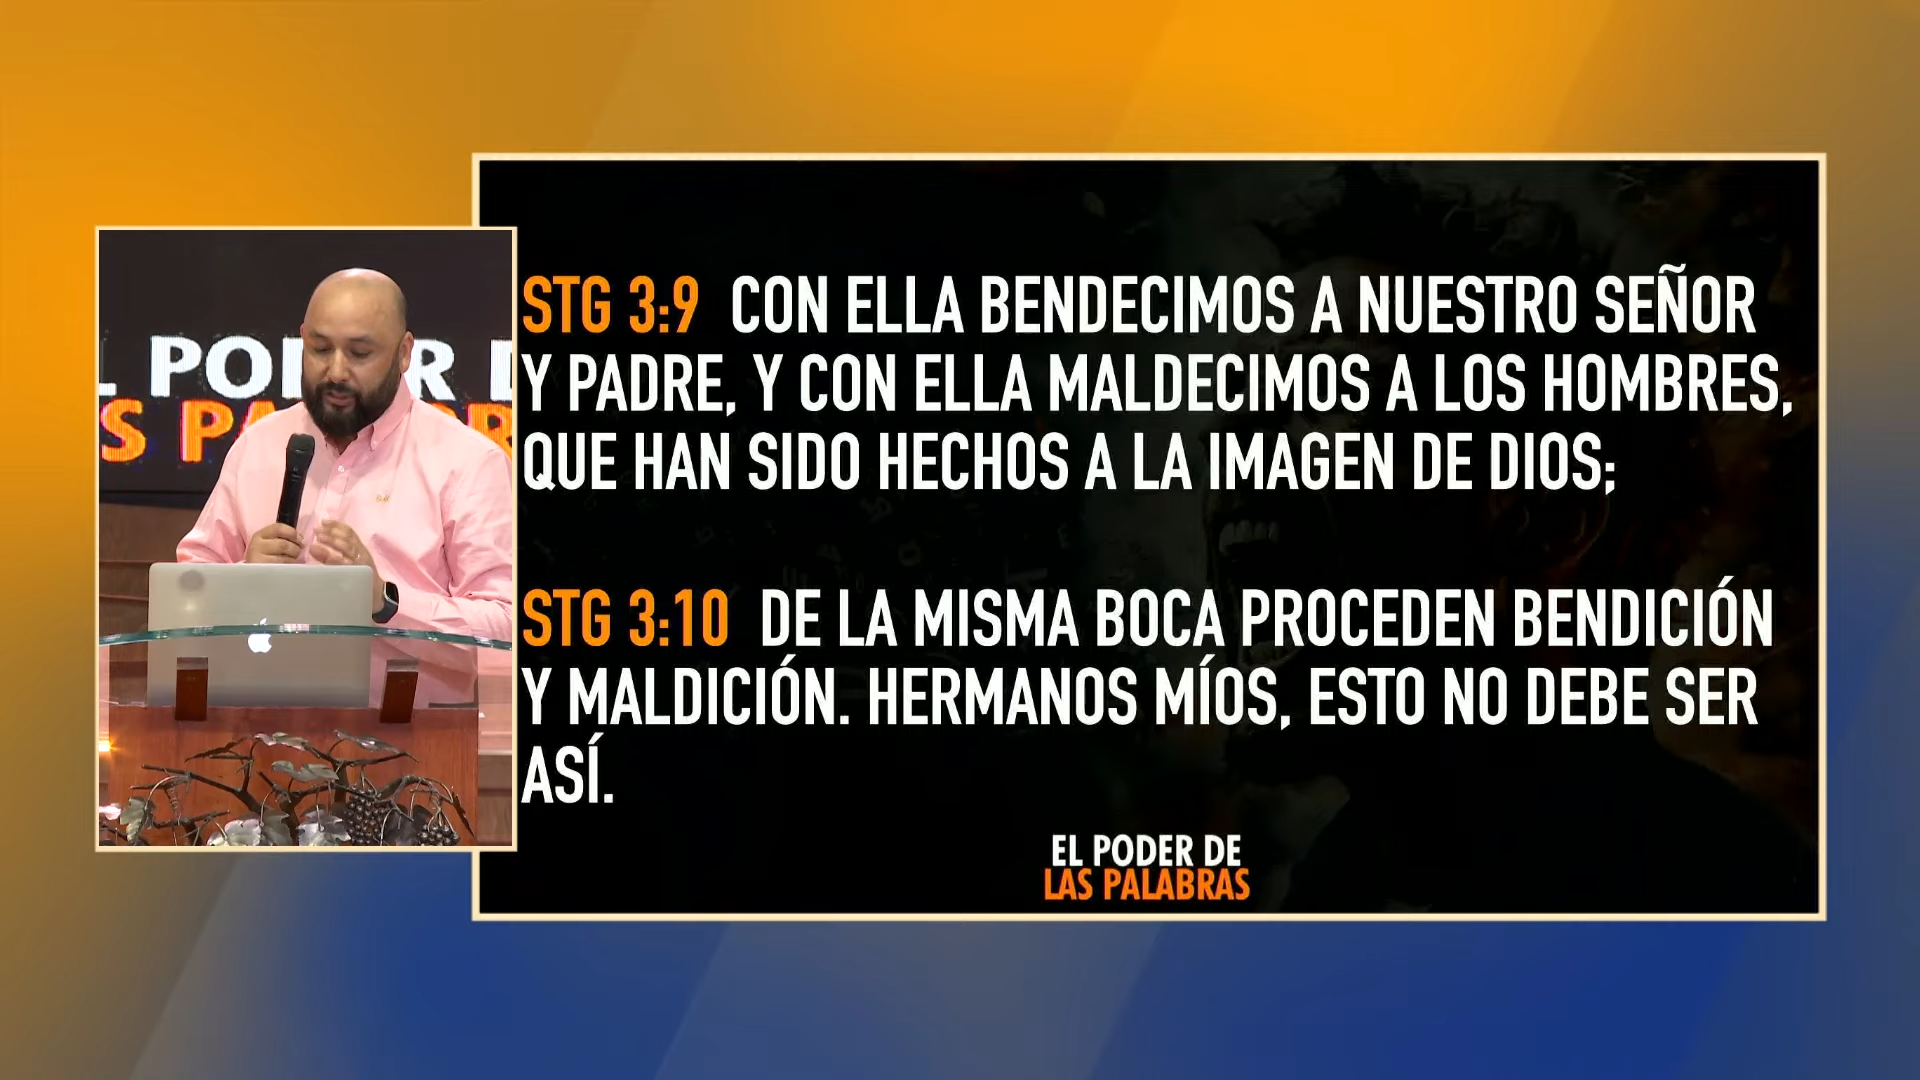 L PODER D
S PALABR
STG 3:9 CON ELLA BENDECIMOS A NUESTRO SEÑOR
Y PADRE, Y CON ELLA MALDECIMOS A LOS HOMBRES,
QUE HAN SIDO HECHOS A LA IMAGEN DE DIOS;
STG 3:10 DE LA MISMA BOCA PROCEDEN BENDICIÓN
Y MALDICIÓN. HERMANOS MÍOS, ESTO NO DEBE SER
ASÍ.
EL PODER DE
LAS PALABRAS